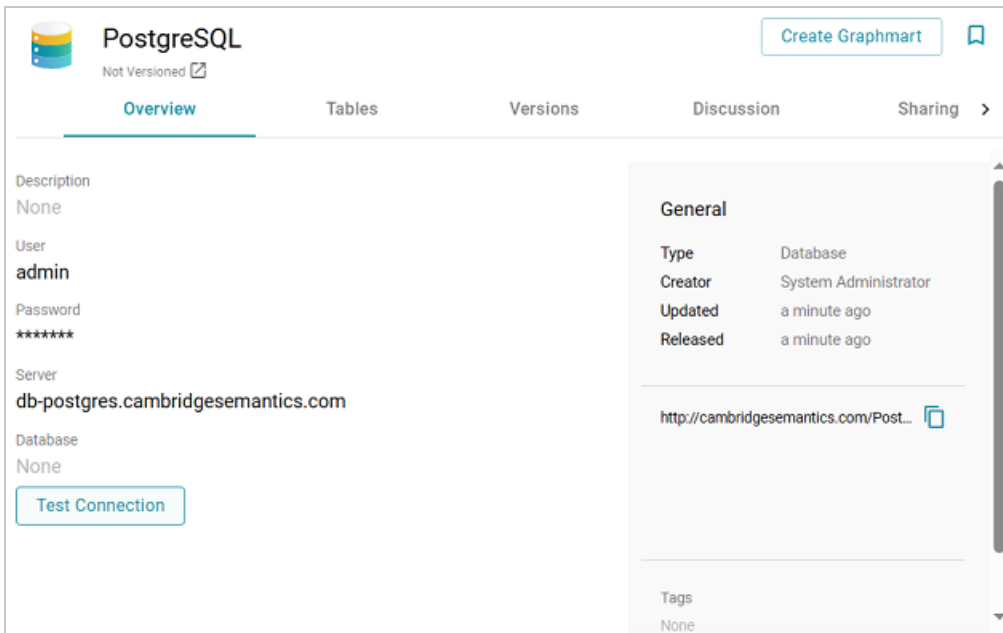 PostgreSQL
Create Graphmart
Not Versioned
Overview Tables Versions Discussion Sharing
Description
None
User
admin
Password
*******
Server
db-postgres.cambridgesemantics.com
Database
None
Test Connection
General
Type Database
Creator System Administrator
Updated a minute ago
Released a minute ago
http://cambridgesemantics.com/Post...
Tags
None